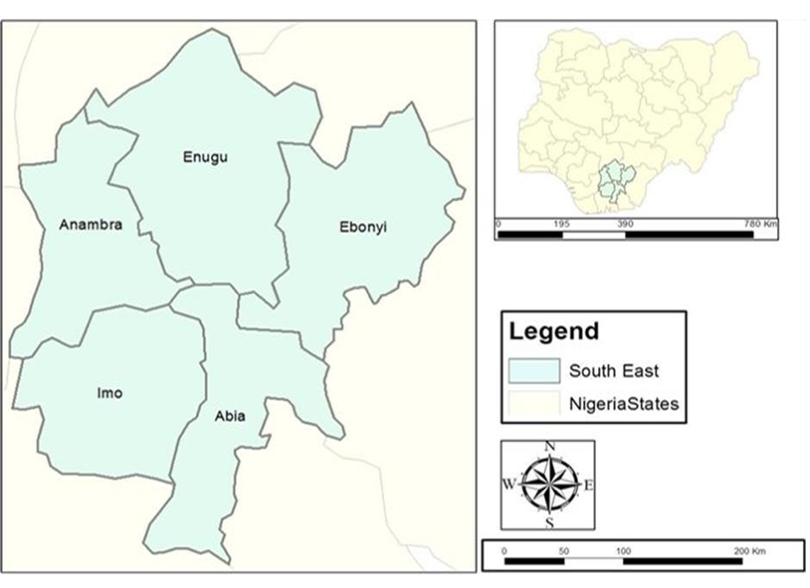 Enugu
Anambra
Ebonyi
Imo
Abia
0 195 390 780 Km
Legend
South East
NigeriaStates
N
W E
S
0 50 100 200 Km